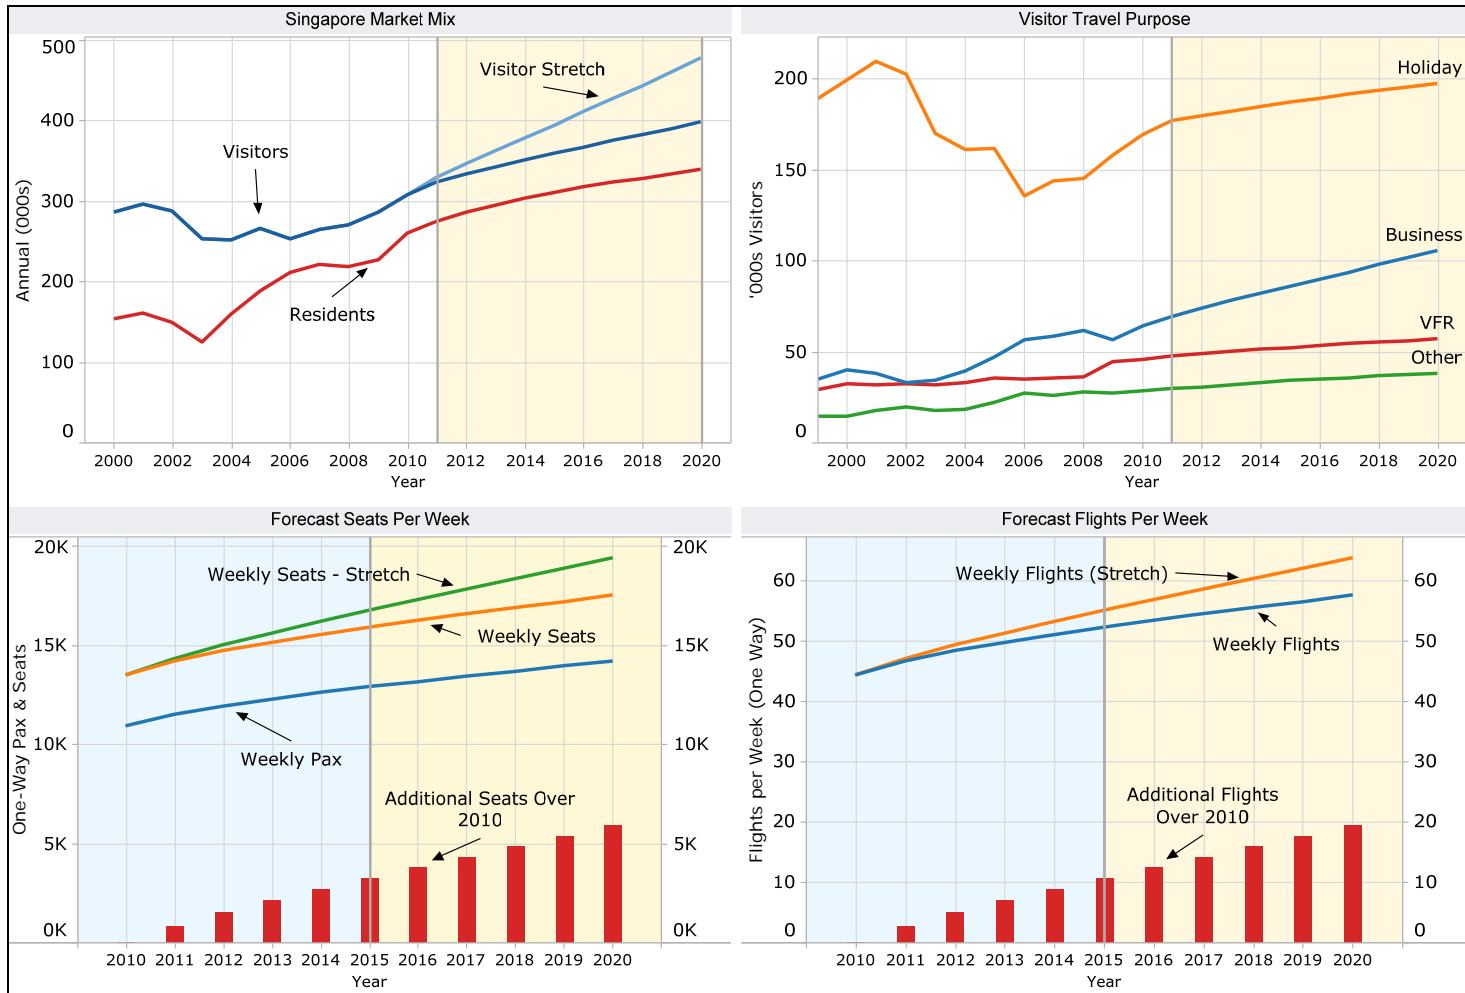 Singapore Market Mix
500
400
300
200
100
0
Annual (000s)
Visitor Stretch
Visitors
Residents
2000 2002 2004 2006 2008 2010 2012 2014 2016 2018 2020
Year
Visitor Travel Purpose
200
150
100
50
0
'000s Visitors
Holiday
Business
VFR
Other
2000 2002 2004 2006 2008 2010 2012 2014 2016 2018 2020
Year
Forecast Seats Per Week
20K
15K
10K
5K
0K
One-Way Pax & Seats
Weekly Seats - Stretch
Weekly Seats
Weekly Pax
Additional Seats Over
2010
20K
15K
10K
5K
0K
2010 2011 2012 2013 2014 2015 2016 2017 2018 2019 2020
Year
Forecast Flights Per Week
60
50
40
30
20
10
0
Flights per Week (One Way)
Weekly Flights (Stretch)
Weekly Flights
Additional Flights
Over 2010
60
50
40
30
20
10
0
2010 2011 2012 2013 2014 2015 2016 2017 2018 2019 2020
Year